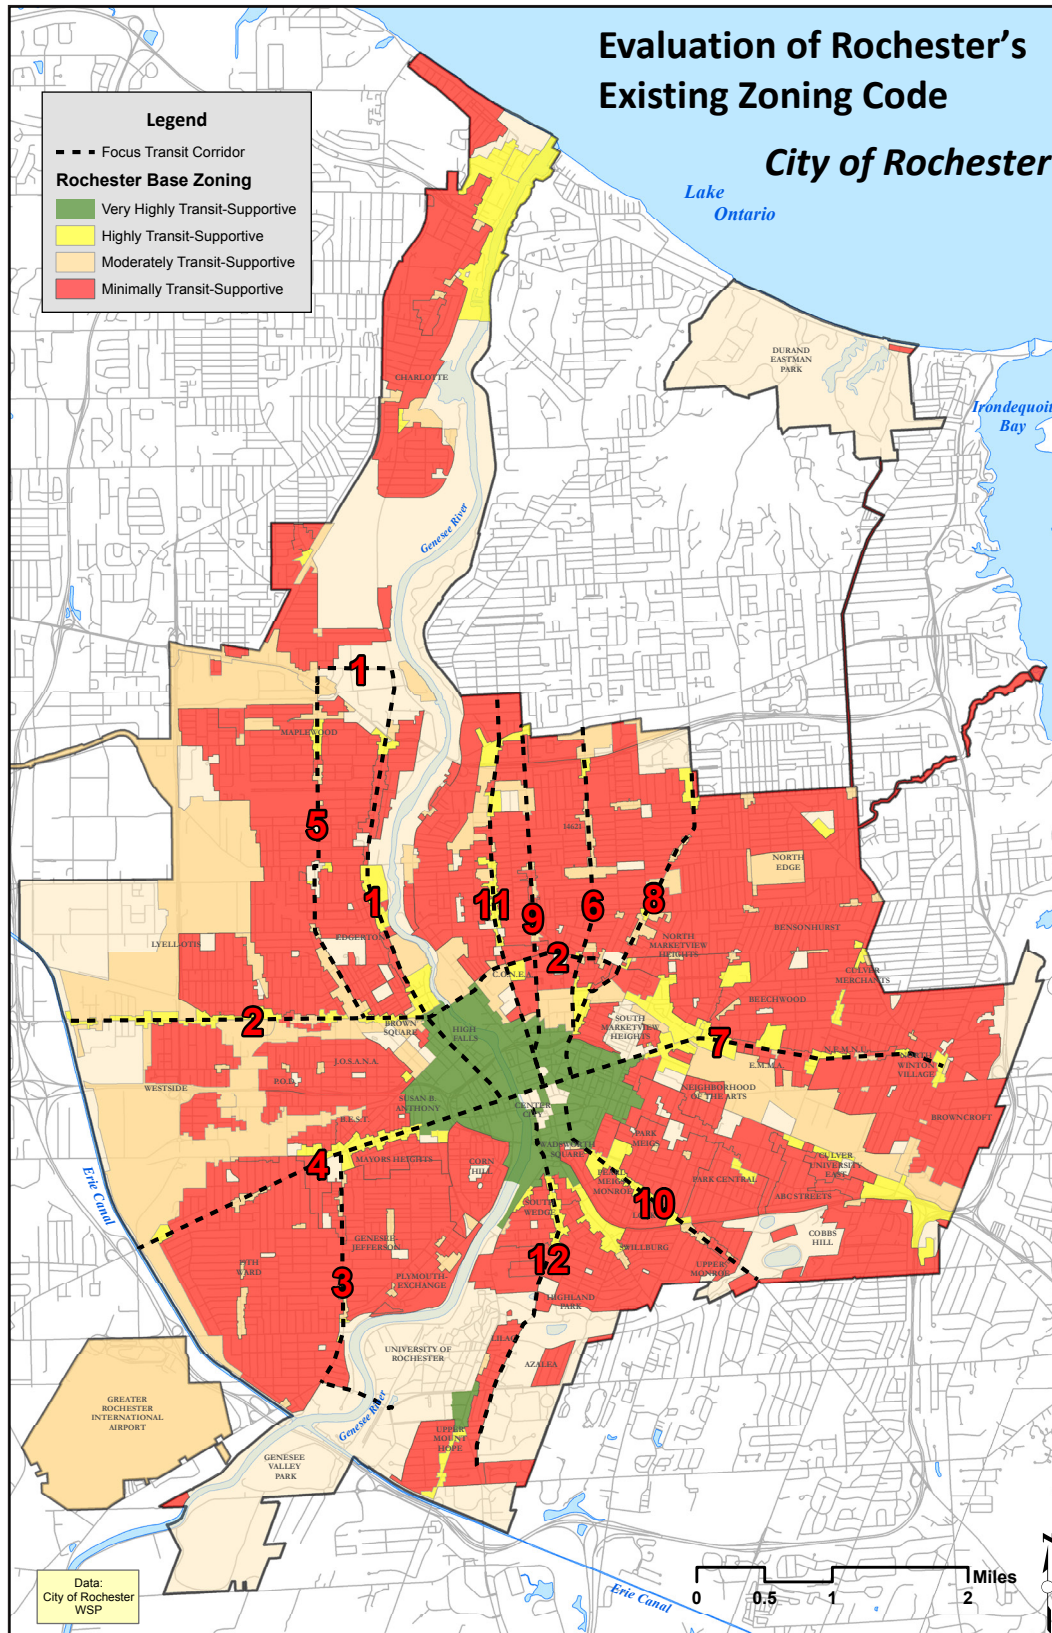 Evaluation of Rochester's
Existing Zoning Code
City of Rochester
Legend
Focus Transit Corridor
Rochester Base Zoning
Very Highly Transit-Supportive
Highly Transit-Supportive
Moderately Transit-Supportive
Minimally Transit-Supportive
Lake
Ontario
DURAND
EASTMAN
PARK
CHARLOTTE
Irondequoit
Bay
Genesee River
1
MAPLEWOOD
5
14621
NORTH
EDGE
1
11
9
6
8
BENSONHURST
LYELL-OTIS
EDGERTON
NORTH
MARKETVIEW
HEIGHTS
2
C.O.N.E.A.
CULVER
MERCHANTS
BEECHWOOD
2
BROWN
SQUARE
HIGH
FALLS
SOUTH
MARKETVIEW
HEIGHTS
7
N.E.M.N.U.
NORTH
WINTON
VILLAGE
J.O.S.A.N.A.
E.M.M.A.
P.O.D.
WESTSIDE
NEIGHBORHOOD
OF THE ARTS
SUSAN B.
ANTHONY
CENTER
CITY
BROWNCROFT
B.E.S.T.
PARK
MEIGS
WADSWORTH
SQUARE
4
MAYORS HEIGHTS
CORN
HILL
CULVER
UNIVERSITY
EAST
PEARL
MEIGS
MONROE
PARK CENTRAL
ABC STREETS
Erie Canal
SOUTH
WEDGE
10
COBBS
HILL
GENESEE-
JEFFERSON
SWILLBURG
12
19TH
WARD
UPPER
MONROE
PLYMOUTH-
EXCHANGE
3
HIGHLAND
PARK
LILAC
UNIVERSITY OF
ROCHESTER
AZALEA
GREATER
ROCHESTER
INTERNATIONAL
AIRPORT
Genesee River
UPPER
MOUNT
HOPE
GENESEE
VALLEY
PARK
Data:
City of Rochester
WSP
Erie Canal
Miles
0 0.5 1 2